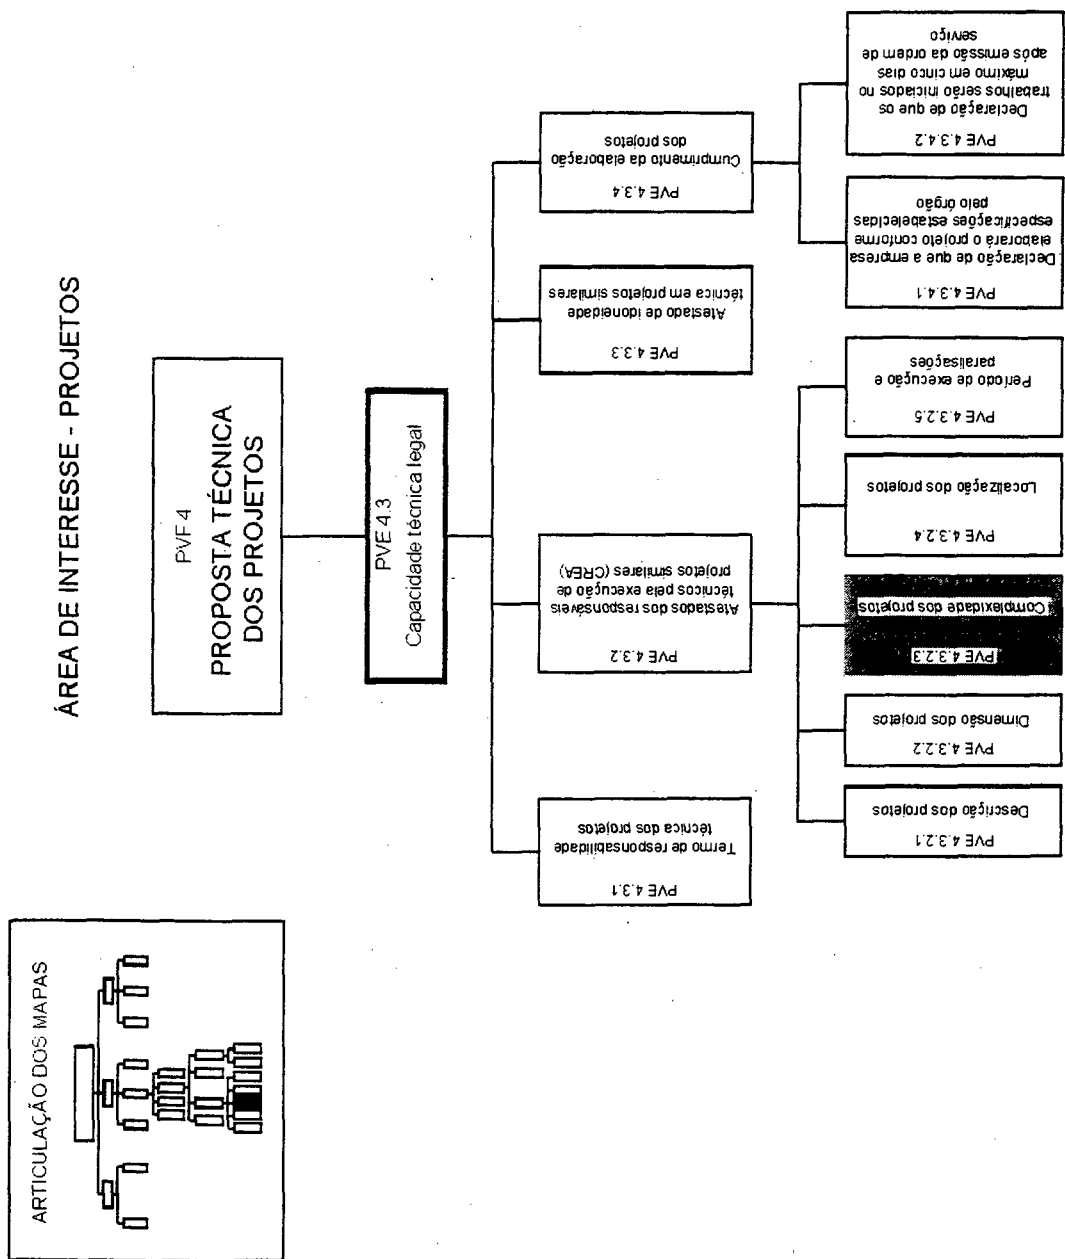 ÁREA DE INTERESSE - PROJETOS
ARTICULAÇÃO DOS MAPAS
PVF 4
PROPOSTA TÉCNICA
DOS PROJETOS
PVE 4.3
Capacidade técnica legal
PVE 4.3.1
Termo de responsabilidade
técnica dos projetos
PVE 4.3.2
Atestados dos responsáveis
técnicos pela execução de
projetos similares (CREA)
PVE 4.3.3
Atestado de idoneidade
técnica em projetos similares
PVE 4.3.4
Cumprimento da elaboração
dos projetos
PVE 4.3.2.1
Descrição dos projetos
PVE 4.3.2.2
Dimensão dos projetos
PVE 4.3.2.3
Complexidade dos projetos
PVE 4.3.2.4
Localização dos projetos
PVE 4.3.2.5
Período de execução e
paralisações
PVE 4.3.4.1
Declaração de que a empresa
elaborará o projeto conforme
especificações estabelecidas
pelo órgão
PVE 4.3.4.2
Declaração de que os
trabalhos serão iniciados no
máximo em cinco dias
após emissão da ordem de
serviço